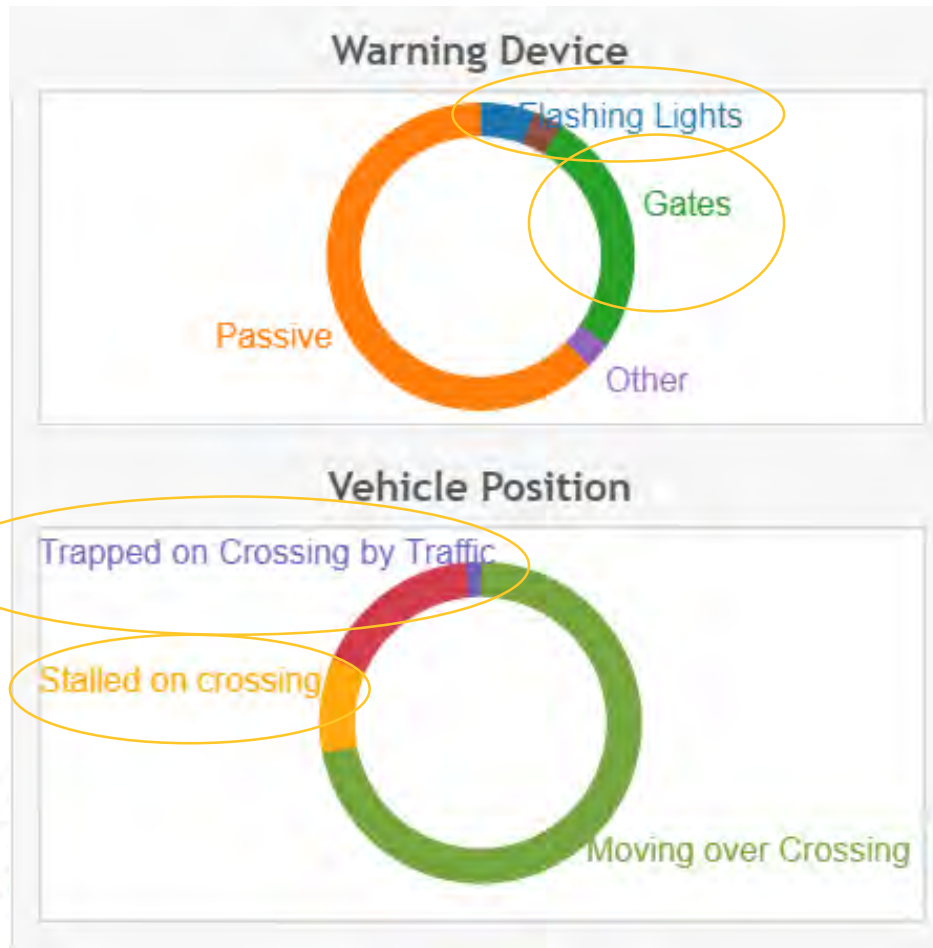 Warning Device
Flashing Lights
Gates
Passive
Other
Vehicle Position
Trapped on Crossing by Traffic
Stalled on crossing
Moving over Crossing